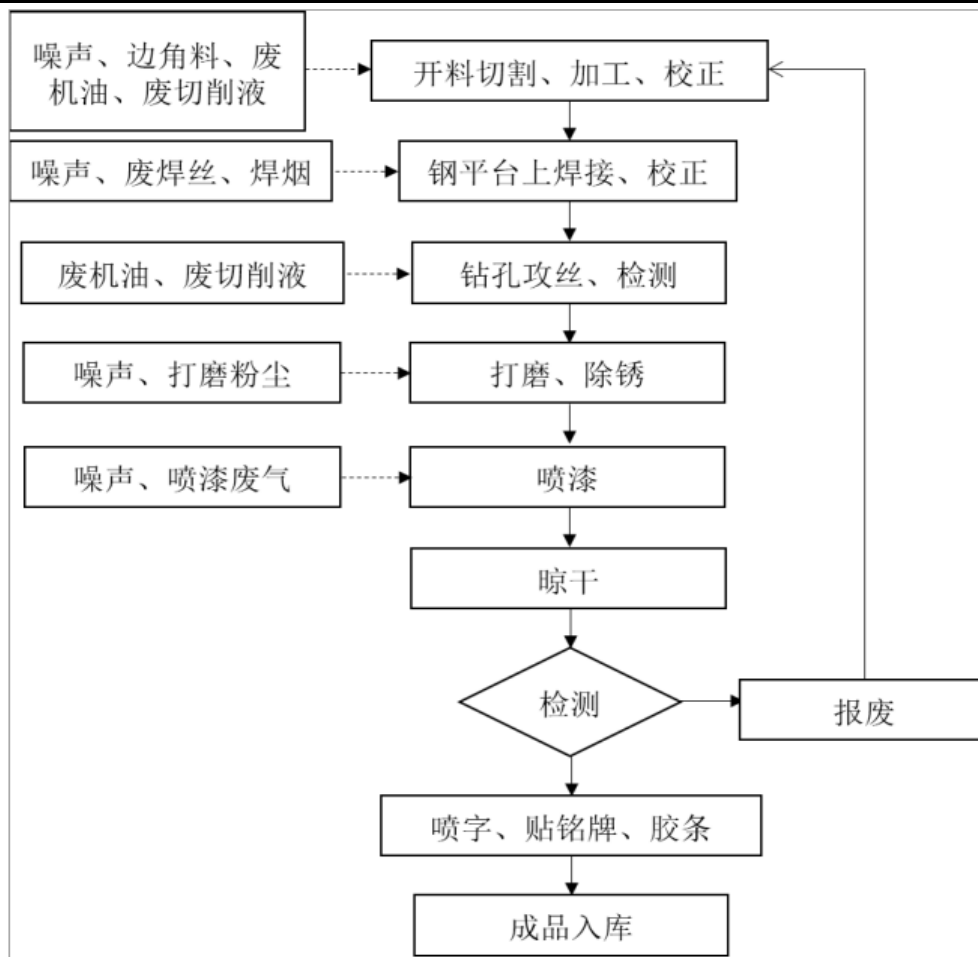 噪声、边角料、废
机油、废切削液
开料切割、加工、校正
噪声、废焊丝、焊烟
钢平台上焊接、校正
废机油、废切削液
钻孔攻丝、检测
噪声、打磨粉尘
打磨、除锈
噪声、喷漆废气
喷漆
晾干
检测
报废
喷字、贴铭牌、胶条
成品入库